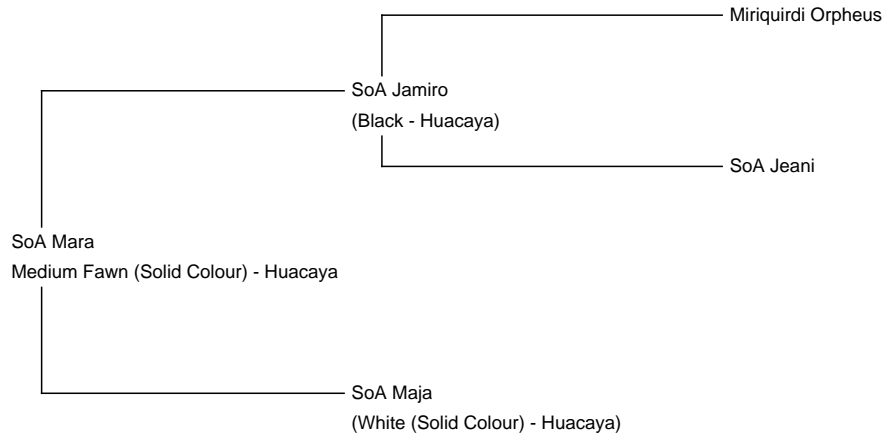 Miriquirdi Orpheus
SoA Jamiro
(Black - Huacaya)
SoA Jeani
SoA Mara
Medium Fawn (Solid Colour) - Huacaya
SoA Maja
(White (Solid Colour) - Huacaya)